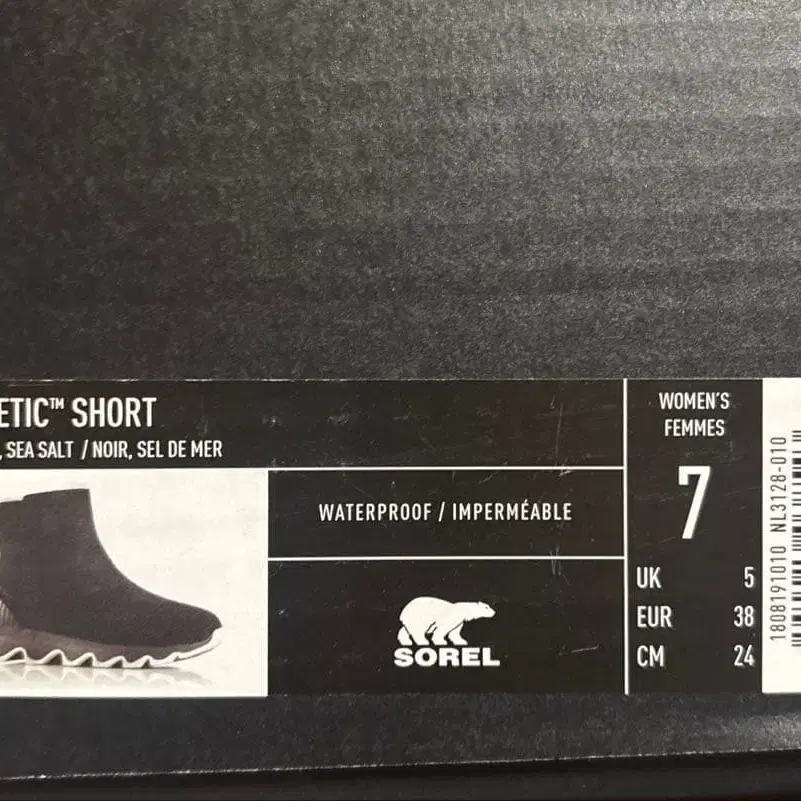 ETIC™ SHORT
, SEA SALT / NOIR, SEL DE MER
WATERPROOF / IMPERMÉABLE
SOREL
WOMEN'S
FEMMES
7
UK 5
EUR 38
CM 24
1808191010 NL3128-010